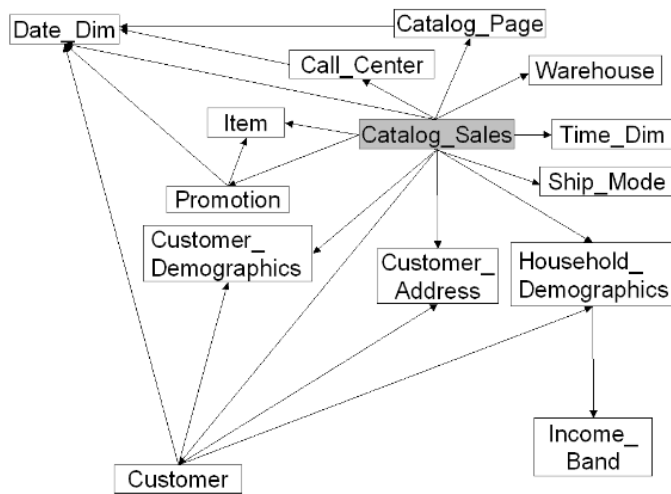 Date_Dim
Catalog_Page
Call_Center
Warehouse
Item
Catalog_Sales
Time_Dim
Promotion
Ship_Mode
Customer_
Demographics
Customer_
Address
Household_
Demographics
Income_
Band
Customer